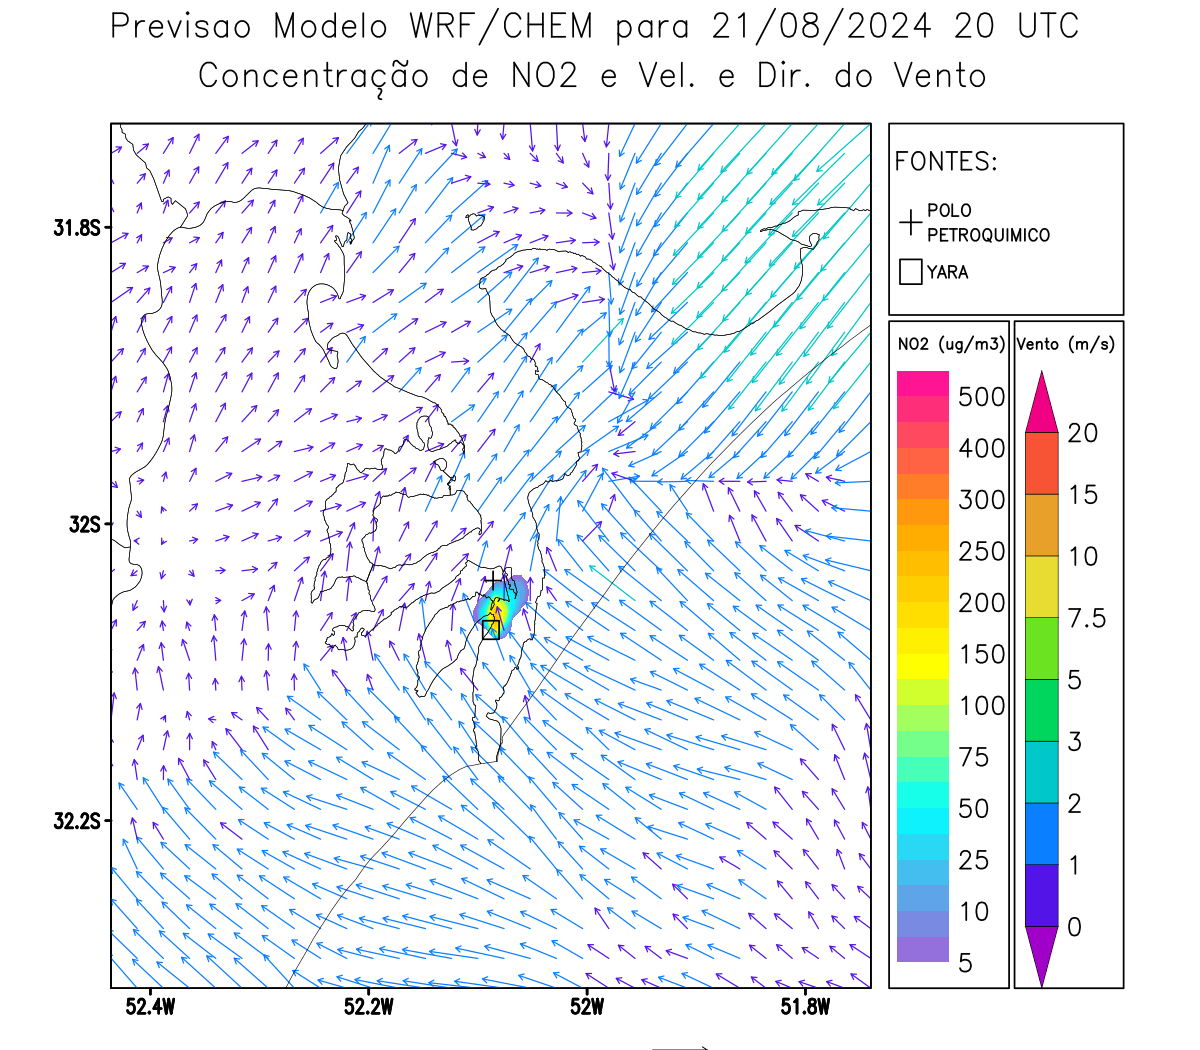 Previsao Modelo WRF/CHEM para 21/08/2024 20 UTC
Concentração de NO2 e Vel. e Dir. do Vento
FONTES:
POLO
PETROQUIMICO
YARA
NO2 (ug/m3)
500
400
300
250
200
150
100
75
50
25
10
5
Vento (m/s)
20
15
10
7.5
5
3
2
1
0
31.8S
32S
32.2S
52.4W
52.2W
52W
51.8W